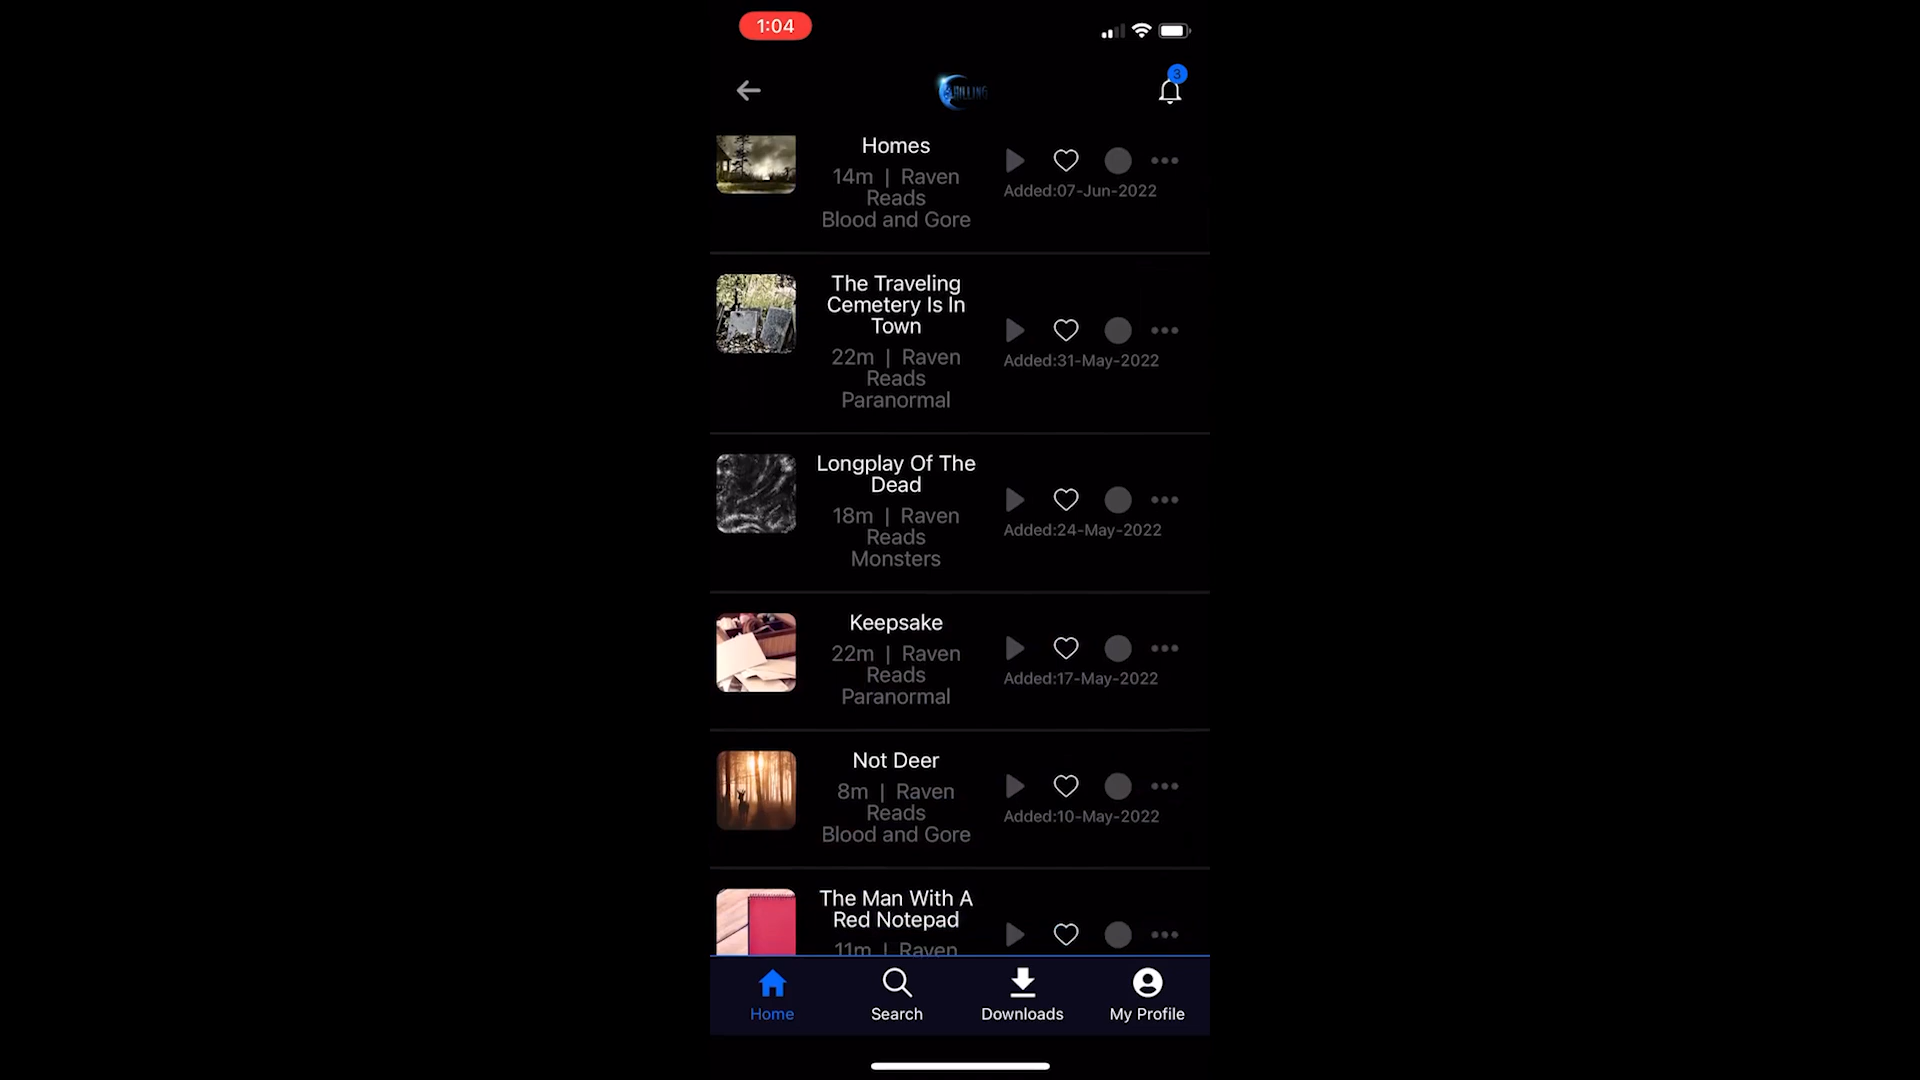 1:04
3
CHILLING
Homes
14m | Raven
Reads
Blood and Gore
Added:07-Jun-2022
The Traveling
Cemetery Is In
Town
22m | Raven
Reads
Paranormal
Added:31-May-2022
Longplay Of The
Dead
18m | Raven
Reads
Monsters
Added:24-May-2022
Keepsake
22m | Raven
Reads
Paranormal
Added:17-May-2022
Not Deer
8m | Raven
Reads
Blood and Gore
Added:10-May-2022
The Man With A
Red Notepad
11m | Raven
Home
Search
Downloads
My Profile